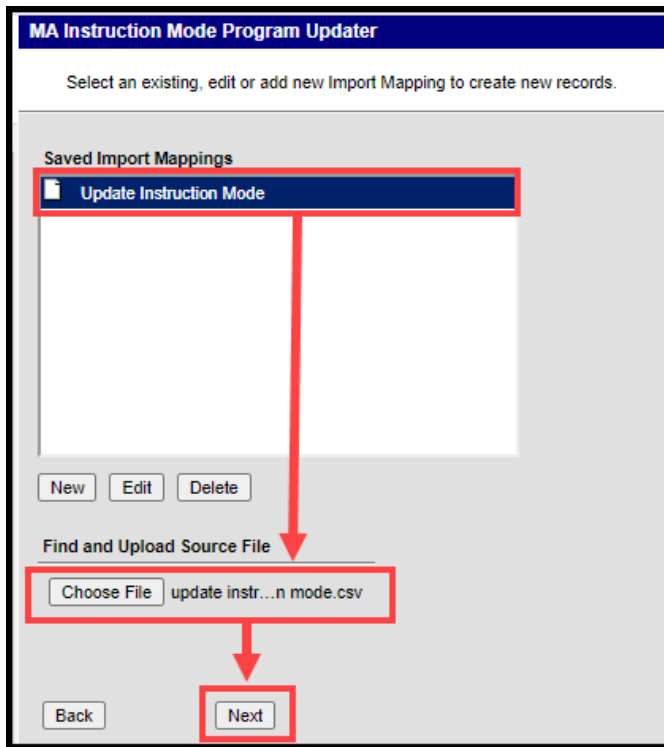 MA Instruction Mode Program Updater
Select an existing, edit or add new Import Mapping to create new records.
Saved Import Mappings
Update Instruction Mode
New Edit Delete
Find and Upload Source File
Choose File update instr...n mode.csv
Back Next